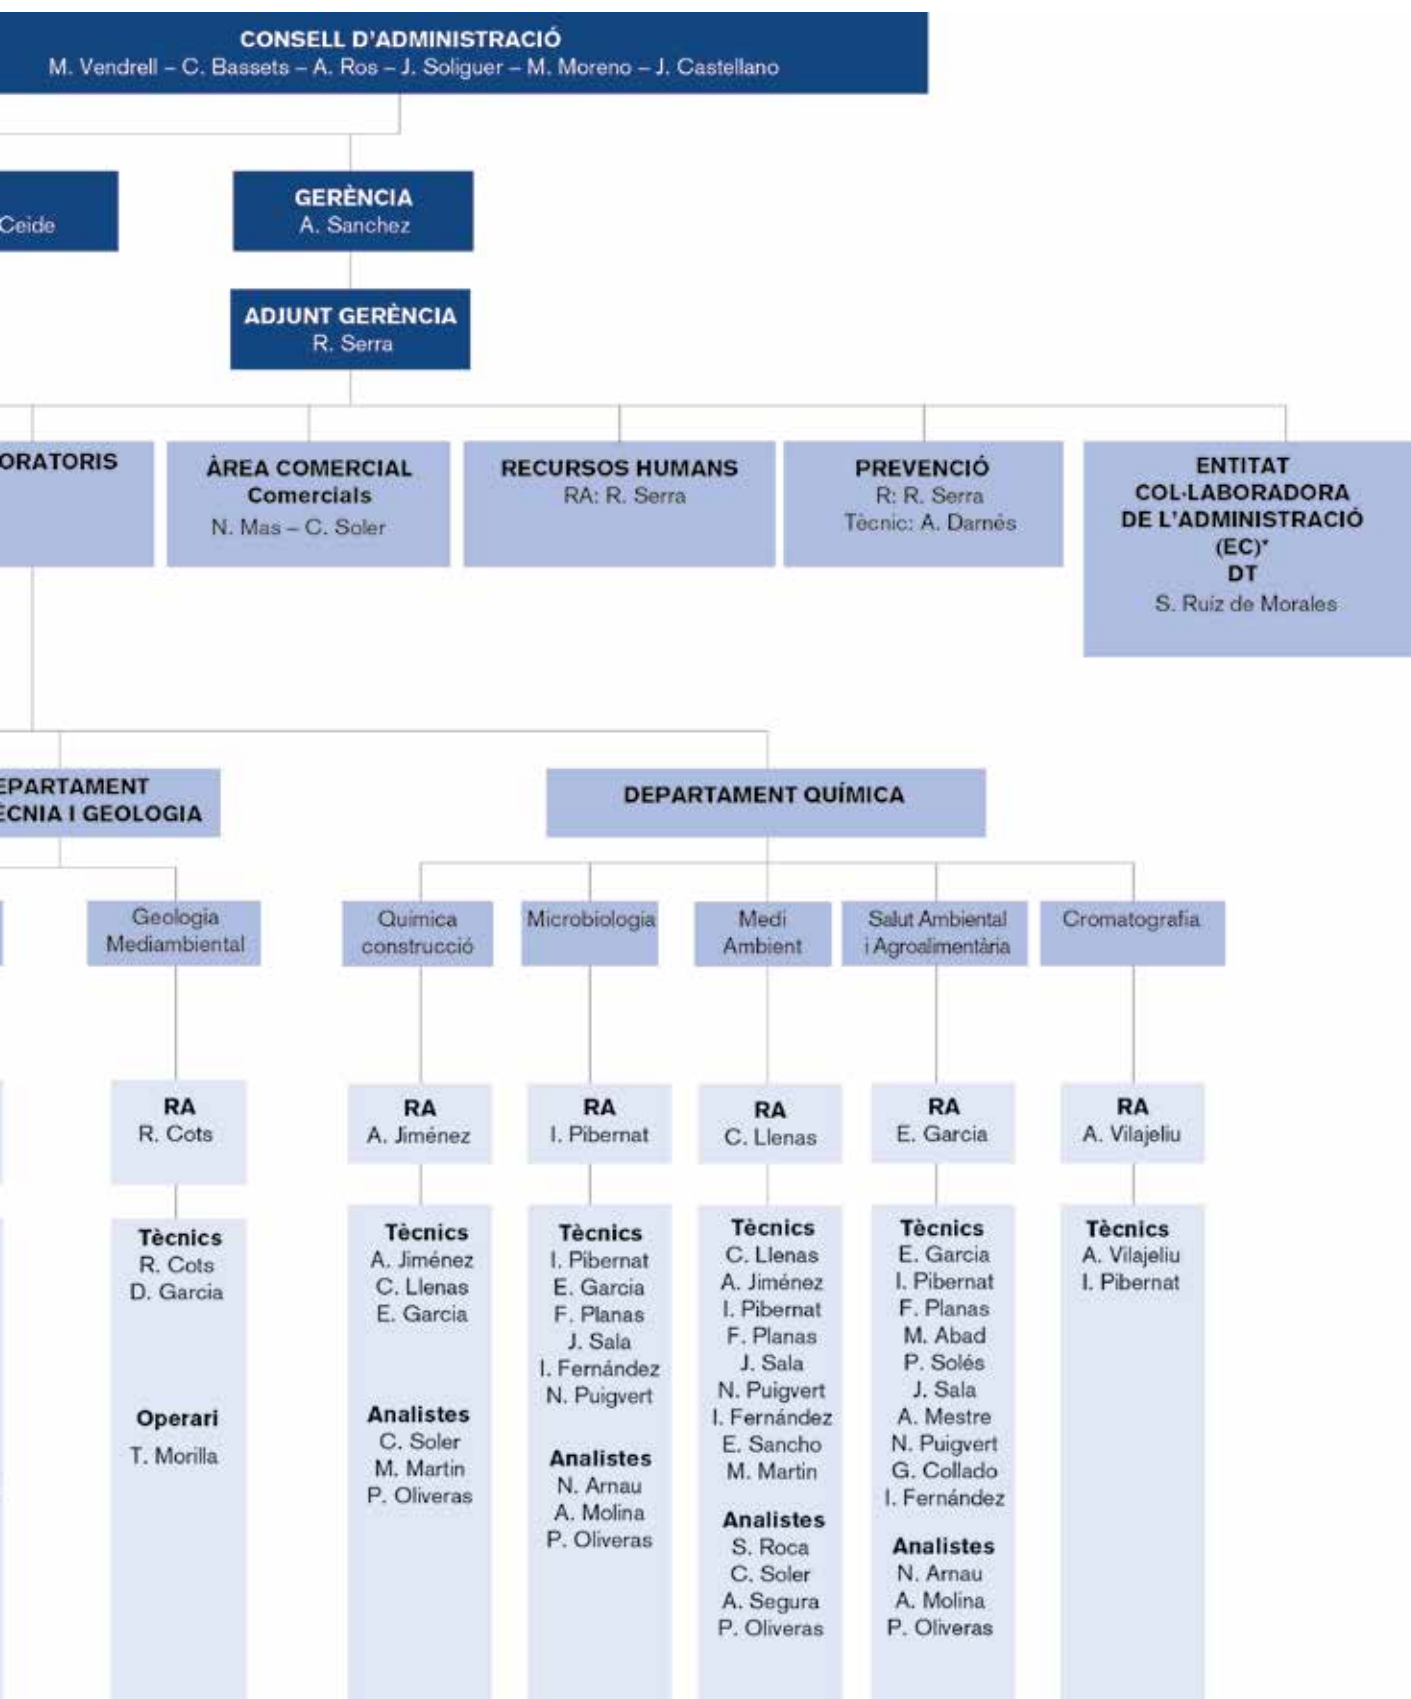 CONSELL D'ADMINISTRACIÓ
M. Vendrell – C. Bassets – A. Ros – J. Soliguer – M. Moreno – J. Castellano
Ceide
GERÈNCIA
A. Sanchez
ADJUNT GERÈNCIA
R. Serra
ORATORIS
ÀREA COMERCIAL
Comercials
N. Mas – C. Soler
RECURSOS HUMANS
RA: R. Serra
PREVENCIÓ
R: R. Serra
Tècnic: A. Darnés
ENTITAT
COL·LABORADORA
DE L'ADMINISTRACIÓ
(EC)*
DT
S. Ruiz de Morales
EPARTAMENT
ÈCNIA I GEOLOGIA
DEPARTAMENT QUÍMICA
Geologia
Mediambiental
Química
construcció
Microbiologia
Medi
Ambient
Salut Ambiental
i Agroalimentària
Cromatografia
RA
R. Cots
Tècnics
R. Cots
D. Garcia
Operari
T. Morilla
RA
A. Jiménez
Tècnics
A. Jiménez
C. Llenas
E. Garcia
Analistes
C. Soler
M. Martin
P. Oliveras
RA
I. Pibernat
Tècnics
I. Pibernat
E. Garcia
F. Planas
J. Sala
I. Fernández
N. Puigvert
Analistes
N. Arnau
A. Molina
P. Oliveras
RA
C. Llenas
Tècnics
C. Llenas
A. Jiménez
I. Pibernat
F. Planas
J. Sala
N. Puigvert
I. Fernández
E. Sancho
M. Martin
Analistes
S. Roca
C. Soler
A. Segura
P. Oliveras
RA
E. Garcia
Tècnics
E. Garcia
I. Pibernat
F. Planas
M. Abad
P. Solés
J. Sala
A. Mestre
N. Puigvert
G. Collado
I. Fernández
Analistes
N. Arnau
A. Molina
P. Oliveras
RA
A. Vilajeliu
Tècnics
A. Vilajeliu
I. Pibernat